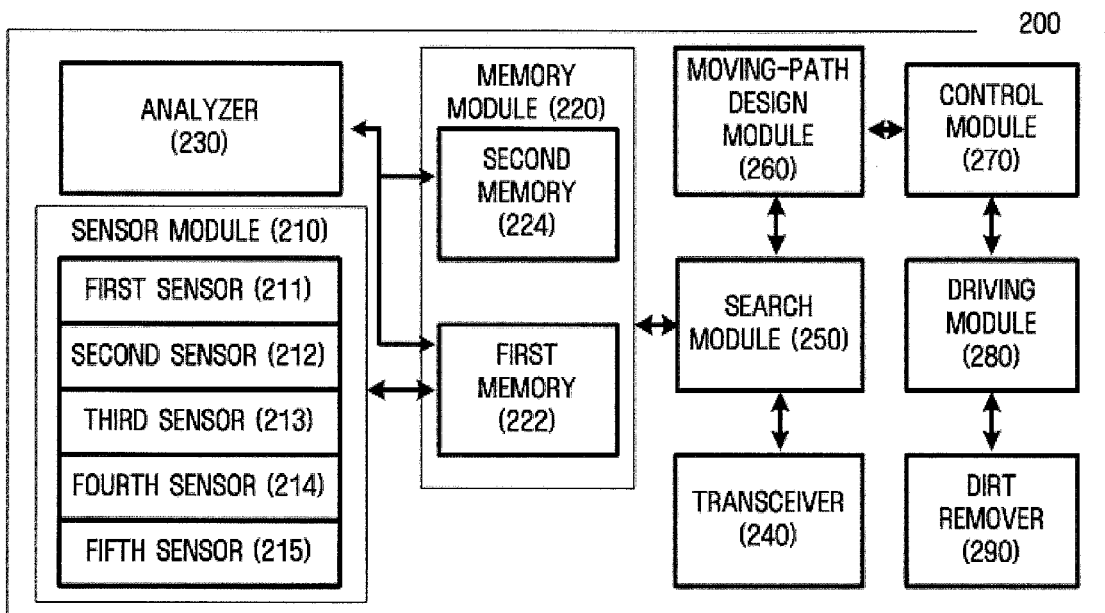 200
ANALYZER
(230)
SENSOR MODULE (210)
FIRST SENSOR (211)
SECOND SENSOR (212)
THIRD SENSOR (213)
FOURTH SENSOR (214)
FIFTH SENSOR (215)
MEMORY
MODULE (220)
SECOND
MEMORY
(224)
FIRST
MEMORY
(222)
MOVING-PATH
DESIGN
MODULE
(260)
SEARCH
MODULE (250)
TRANSCEIVER
(240)
CONTROL
MODULE
(270)
DRIVING
MODULE
(280)
DIRT
REMOVER
(290)